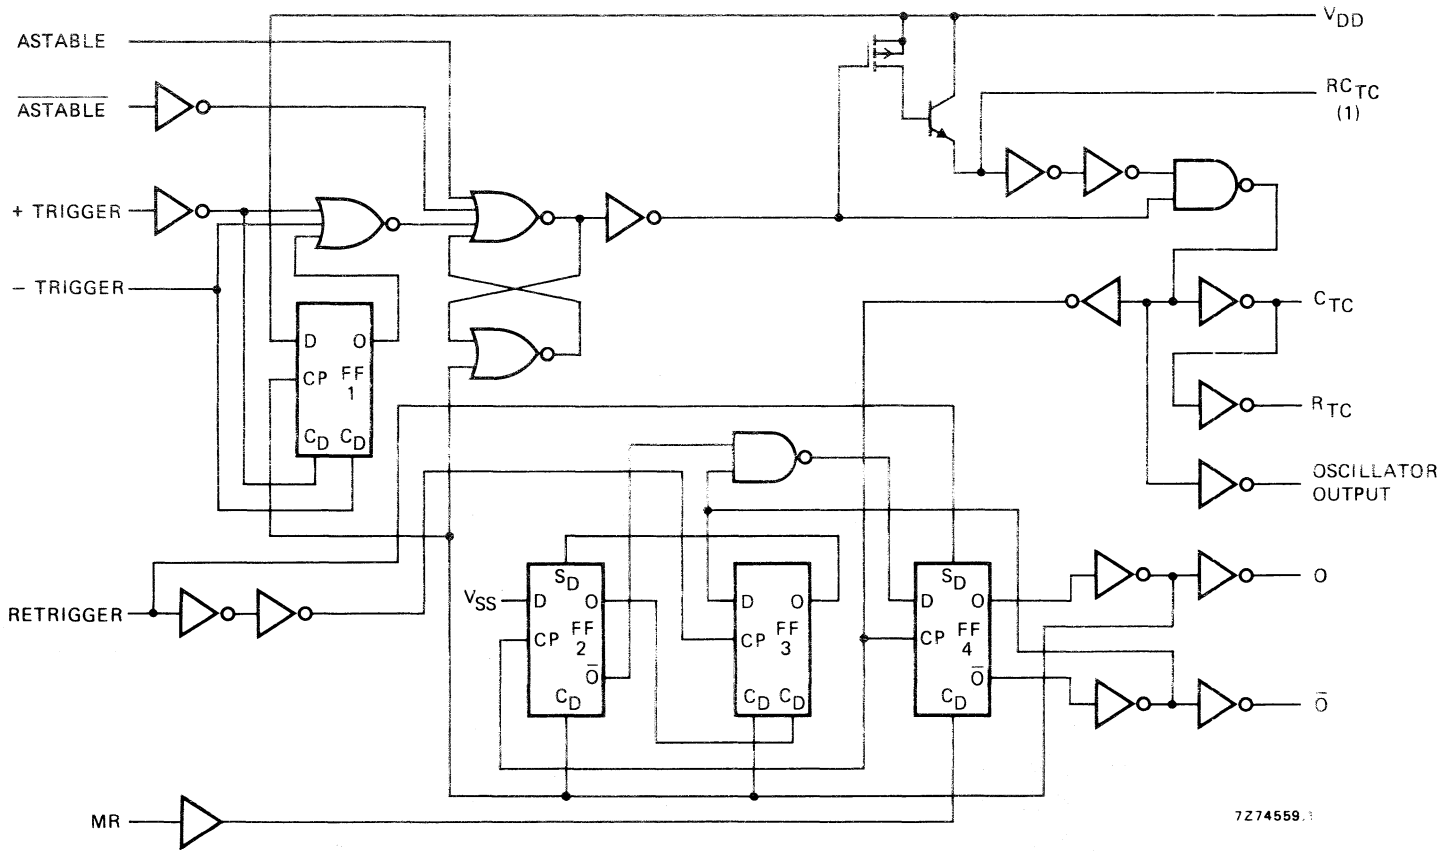 ASTABLE
ASTABLE
+ TRIGGER
− TRIGGER
RETRIGGER
MR
VDD
RCTC
(1)
CTC
RTC
OSCILLATOR
OUTPUT
O
Ō
D O
CP FF
1
CD CD
VSS
SD
D O
CP FF
2
Ō
CD
D O
CP FF
3
CD CD
SD
D O
CP FF
4
Ō
CD
7Z74559.1